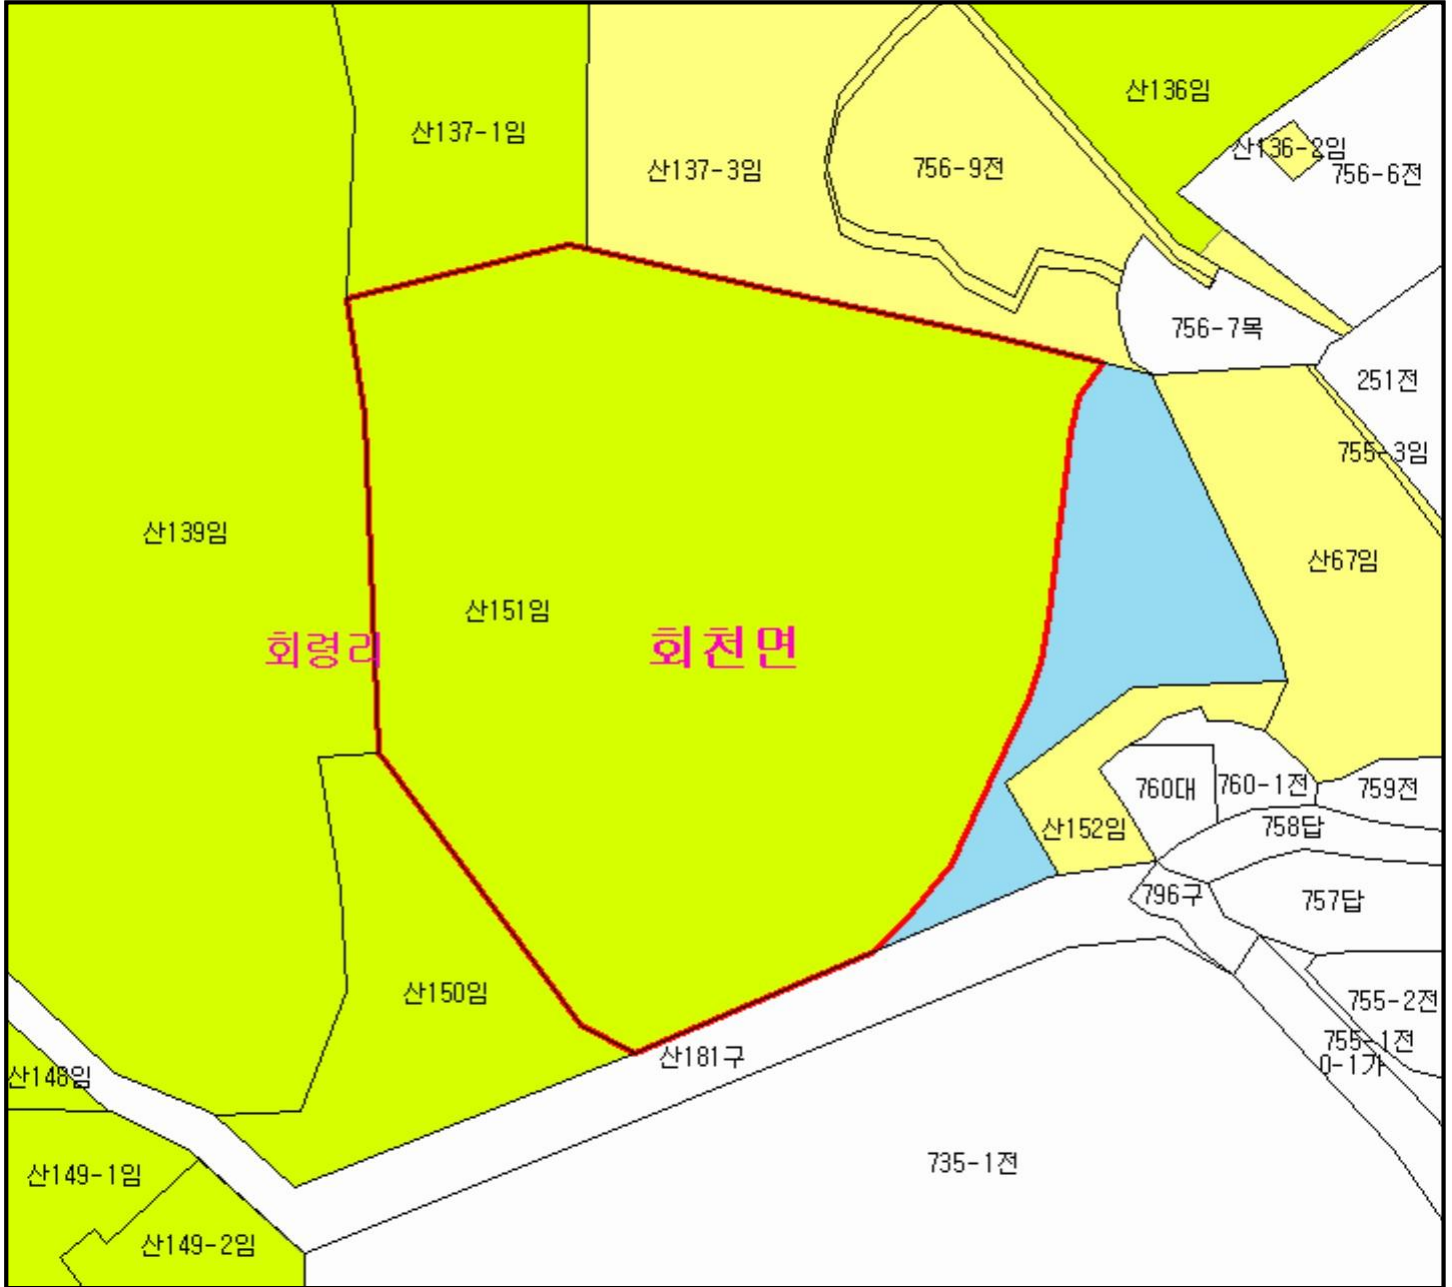 산136임
산137-1임
산136-2임
산137-3임
756-9전
756-6전
756-7목
251전
755-3임
산139임
산67임
산151임
회령리
회천면
760대
760-1전
759전
산152임
758답
796구
757답
산150임
755-2전
755-1전
산181구
0-1가
산148임
735-1전
산149-1임
산149-2임